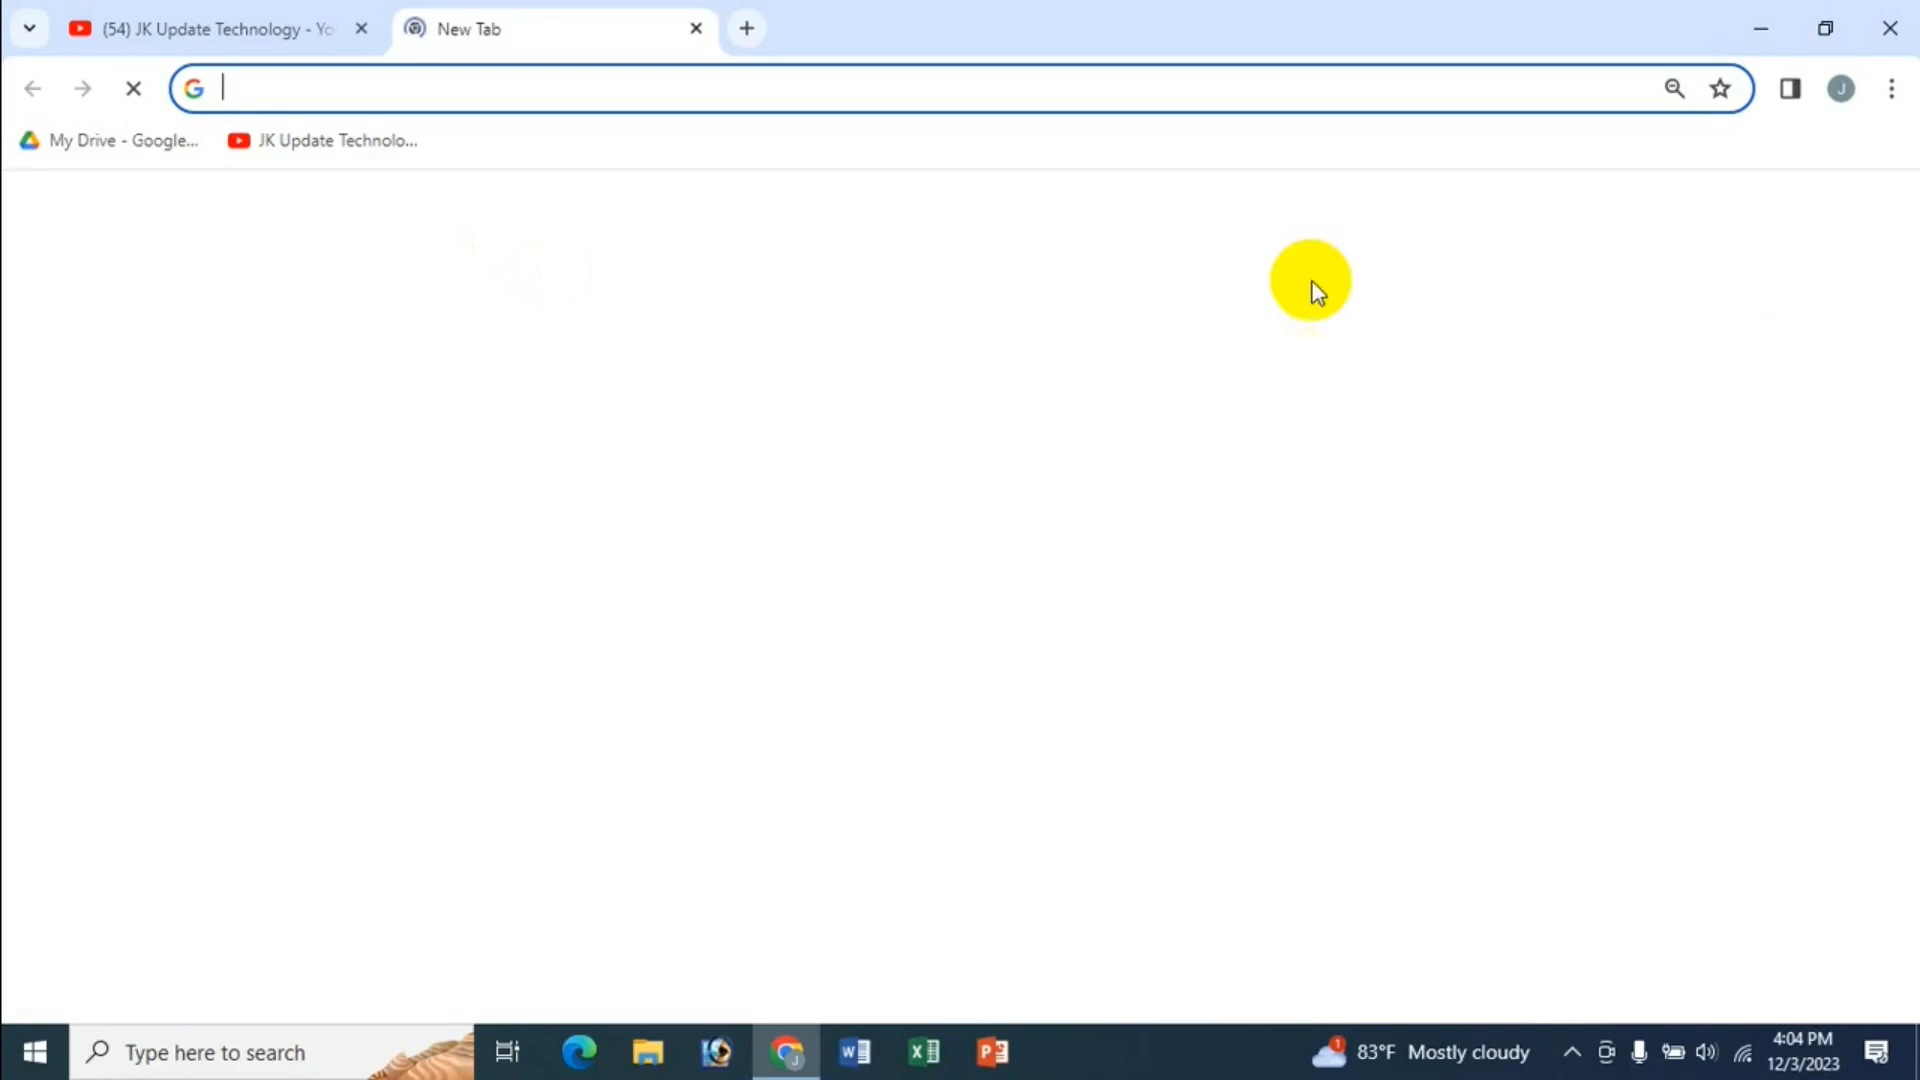 (54) JK Update Technology - Yo
New Tab
My Drive - Google...
JK Update Technolo...
Type here to search
83°F Mostly cloudy
4:04 PM
12/3/2023